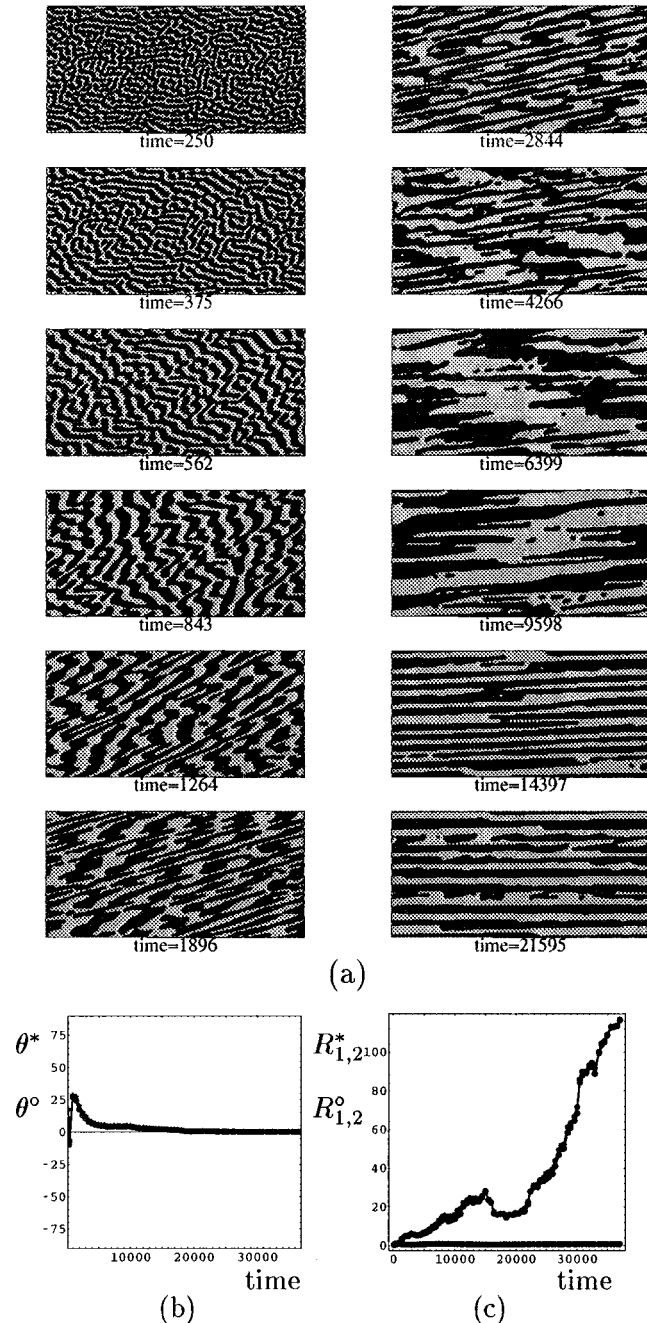 time=250
time=2844
time=375
time=4266
time=562
time=6399
time=843
time=9598
time=1264
time=14397
time=1896
time=21595
(a)
θ*
θ°
75
50
25
0
-25
-50
-75
10000 20000 30000
time
(b)
R*1,2
R°1,2
100
80
60
40
20
0
0 10000 20000 30000
time
(c)